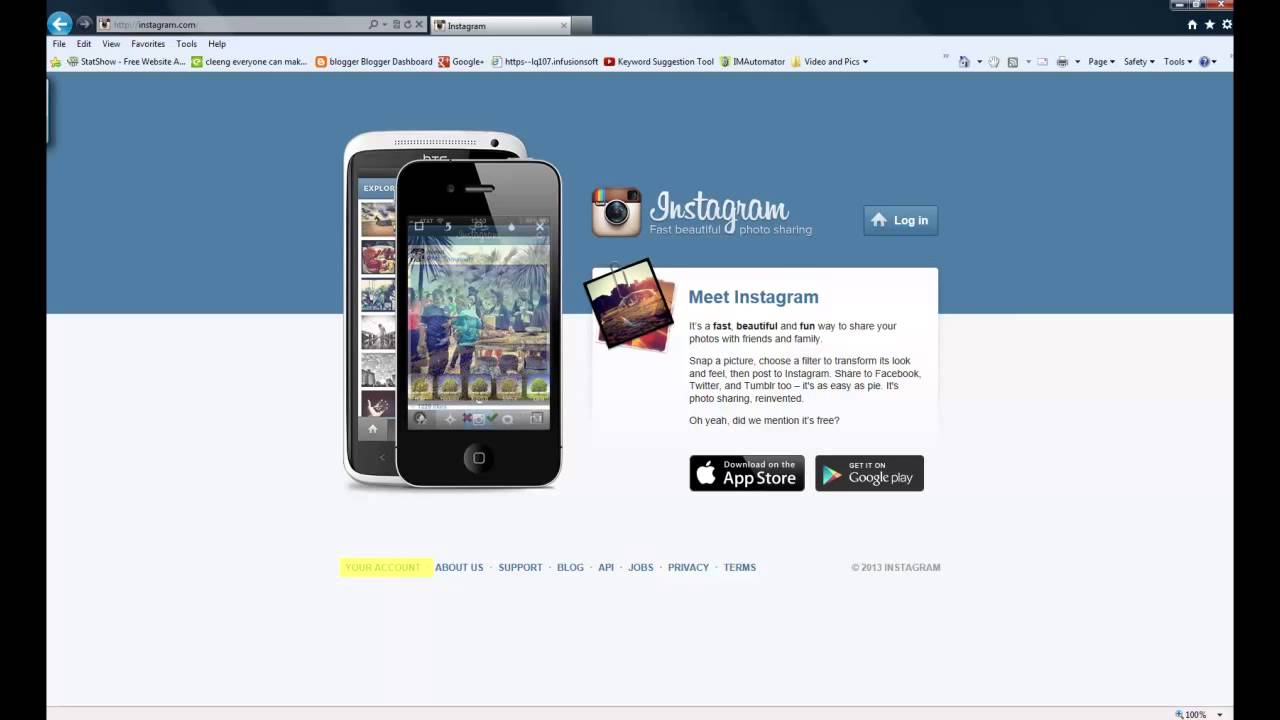 http://instagram.com/
Instagram
File Edit View Favorites Tools Help
StatShow - Free Website A... cleeng everyone can mak... blogger Blogger Dashboard Google+ https--lq107.infusionsoft Keyword Suggestion Tool IMAutomator Video and Pics
Page Safety Tools
hTC
EXPLOR
AT&T
Instagram
Fast beautiful photo sharing
Log in
Meet Instagram
It's a fast, beautiful and fun way to share your
photos with friends and family.
Snap a picture, choose a filter to transform its look
and feel, then post to Instagram. Share to Facebook,
Twitter, and Tumblr too – it's as easy as pie. It's
photo sharing, reinvented.
Oh yeah, did we mention it's free?
Download on the
App Store
GET IT ON
Google play
YOUR ACCOUNT ABOUT US · SUPPORT · BLOG · API · JOBS · PRIVACY · TERMS
© 2013 INSTAGRAM
100%